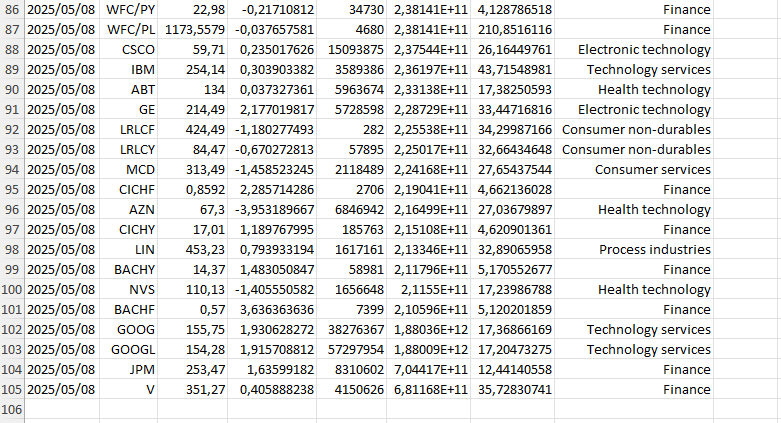 86 2025/05/08 WFC/PY 22,98 -0,21710812 34730 2,38141E+11 4,128786518 Finance
87 2025/05/08 WFC/PL 1173,5579 -0,037657581 4680 2,38141E+11 210,8516116 Finance
88 2025/05/08 CSCO 59,71 0,235017626 15093875 2,37544E+11 26,16449761 Electronic technology
89 2025/05/08 IBM 254,14 0,303903382 3589386 2,36197E+11 43,71548981 Technology services
90 2025/05/08 ABT 134 0,037327361 5963674 2,33138E+11 17,38250593 Health technology
91 2025/05/08 GE 214,49 2,177019817 5728598 2,28729E+11 33,44716816 Electronic technology
92 2025/05/08 LRLCF 424,49 -1,180277493 282 2,25538E+11 34,29987166 Consumer non-durables
93 2025/05/08 LRLCY 84,47 -0,670272813 57895 2,25017E+11 32,66434648 Consumer non-durables
94 2025/05/08 MCD 313,49 -1,458523245 2118489 2,24168E+11 27,65437544 Consumer services
95 2025/05/08 CICHF 0,8592 2,285714286 2706 2,19041E+11 4,662136028 Finance
96 2025/05/08 AZN 67,3 -3,953189667 6846942 2,16499E+11 27,03679897 Health technology
97 2025/05/08 CICHY 17,01 1,189767995 185763 2,15108E+11 4,620901361 Finance
98 2025/05/08 LIN 453,23 0,793933194 1617161 2,13346E+11 32,89065958 Process industries
99 2025/05/08 BACHY 14,37 1,483050847 58981 2,11796E+11 5,170552677 Finance
100 2025/05/08 NVS 110,13 -1,405550582 1656648 2,1155E+11 17,23986788 Health technology
101 2025/05/08 BACHF 0,57 3,636363636 7399 2,10596E+11 5,120201859 Finance
102 2025/05/08 GOOG 155,75 1,930628272 38276367 1,88036E+12 17,36866169 Technology services
103 2025/05/08 GOOGL 154,28 1,915708812 57297954 1,88009E+12 17,20473275 Technology services
104 2025/05/08 JPM 253,47 1,63599182 8310602 7,04417E+11 12,44140558 Finance
105 2025/05/08 V 351,27 0,405888238 4150626 6,81168E+11 35,72830741 Finance
106